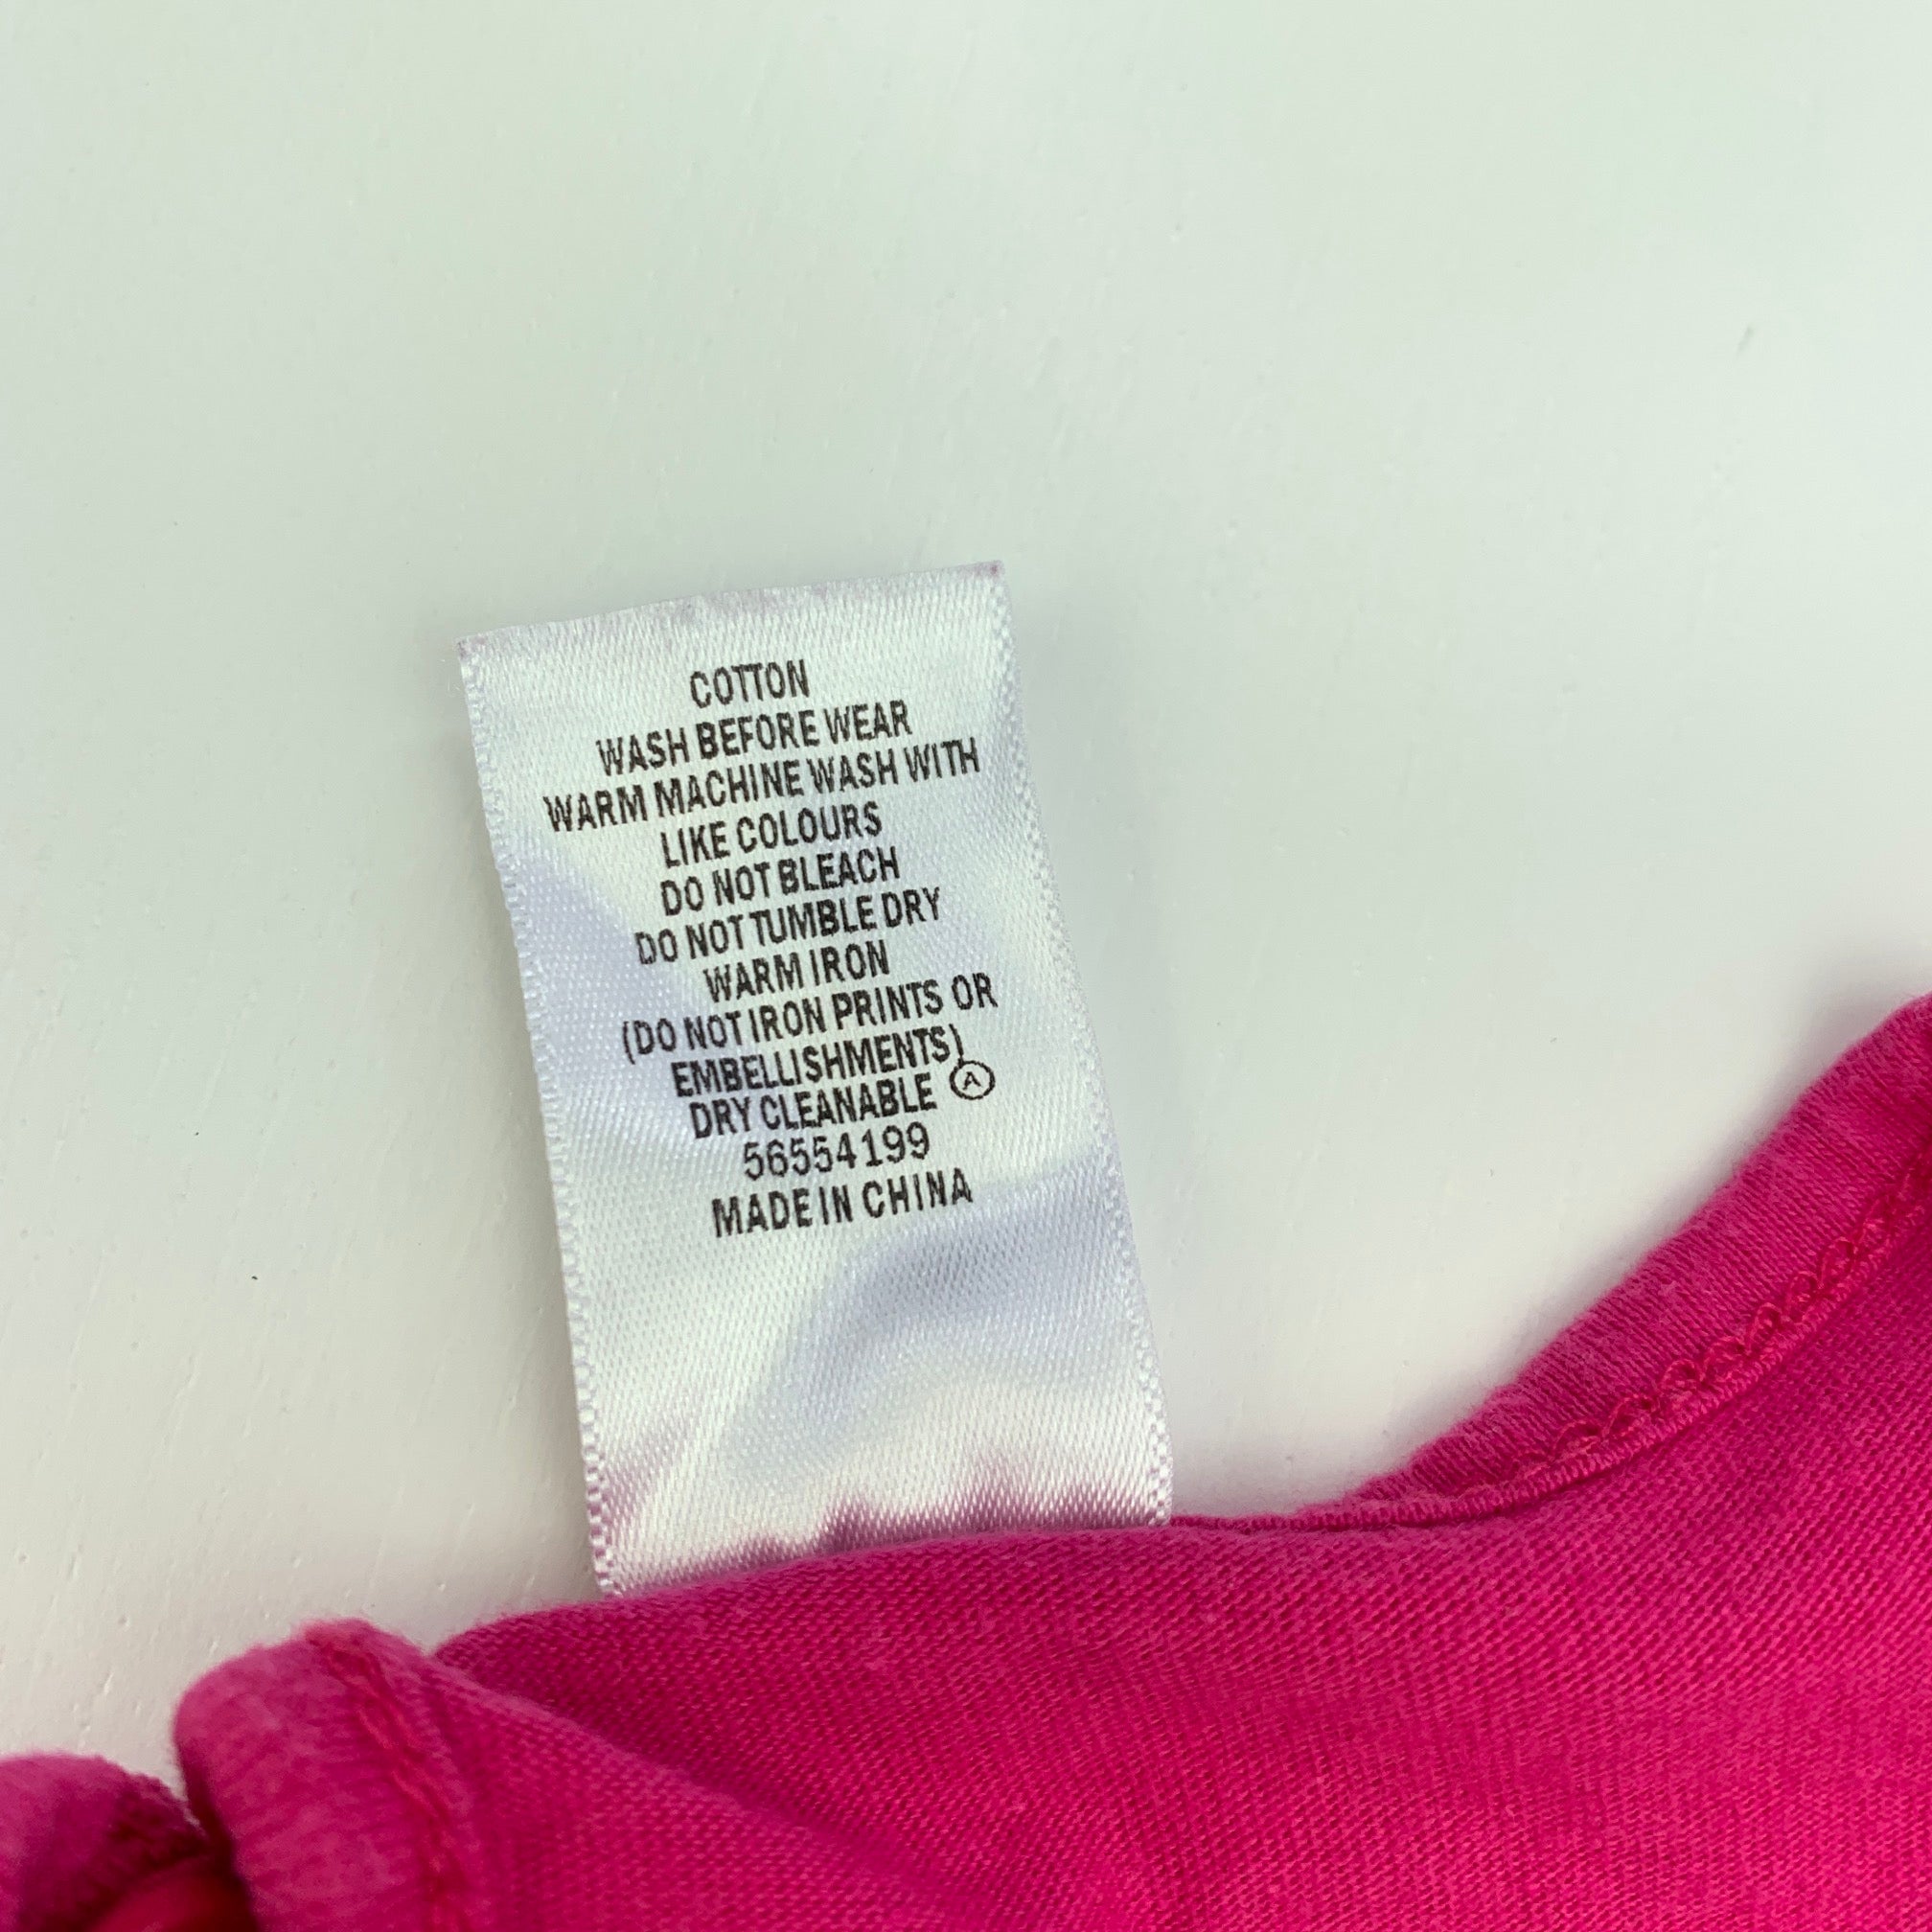 COTTON
WASH BEFORE WEAR
WARM MACHINE WASH WITH
LIKE COLOURS
DO NOT BLEACH
DO NOT TUMBLE DRY
WARM IRON
(DO NOT IRON PRINTS OR
EMBELLISHMENTS)
DRY CLEANABLE Ⓐ
56554199
MADE IN CHINA